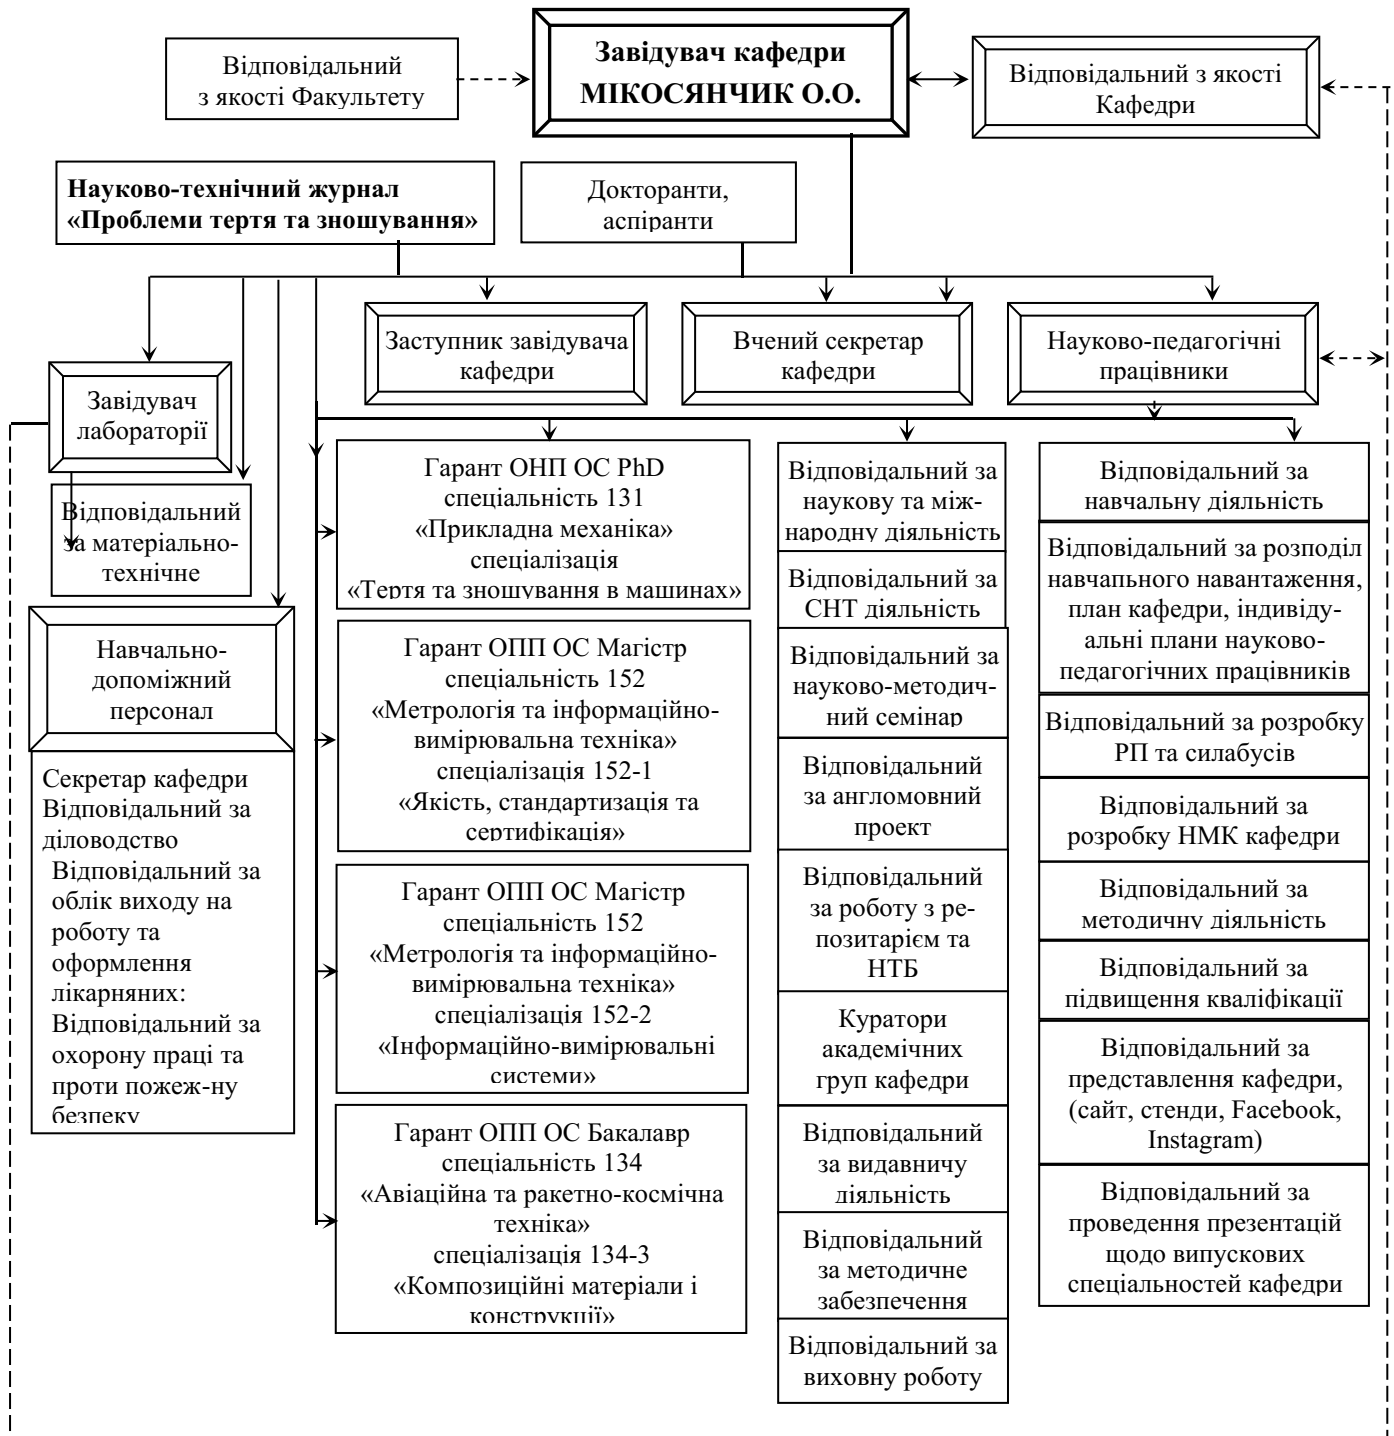 Завідувач кафедри
МІКОСЯНЧИК О.О.
Відповідальний
з якості Факультету
Відповідальний з якості
Кафедри
Науково-технічний журнал
«Проблеми тертя та зношування»
Докторанти,
аспіранти
Заступник завідувача
кафедри
Вчений секретар
кафедри
Науково-педагогічні
працівники
Завідувач
лабораторії
Відповідальний
за матеріально-
технічне
Навчально-
допоміжний
персонал
Секретар кафедри
Відповідальний за
діловодство
Відповідальний за
облік виходу на
роботу та
оформлення
лікарняних:
Відповідальний за
охорону праці та
проти пожеж-ну
безпеку
Гарант ОНП ОС PhD
спеціальність 131
«Прикладна механіка»
спеціалізація
«Тертя та зношування в машинах»
Гарант ОПП ОС Магістр
спеціальність 152
«Метрологія та інформаційно-
вимірювальна техніка»
спеціалізація 152-1
«Якість, стандартизація та
сертифікація»
Гарант ОПП ОС Магістр
спеціальність 152
«Метрологія та інформаційно-
вимірювальна техніка»
спеціалізація 152-2
«Інформаційно-вимірювальні
системи»
Гарант ОПП ОС Бакалавр
спеціальність 134
«Авіаційна та ракетно-космічна
техніка»
спеціалізація 134-3
«Композиційні матеріали і
конструкції»
Відповідальний за
наукову та між-
народну діяльність
Відповідальний за
СНТ діяльність
Відповідальний за
науково-методич-
ний семінар
Відповідальний
за англомовний
проект
Відповідальний
за роботу з ре-
позитарієм та
НТБ
Куратори
академічних
груп кафедри
Відповідальний
за видавничу
діяльність
Відповідальний
за методичне
забезпечення
Відповідальний за
виховну роботу
Відповідальний за
навчальну діяльність
Відповідальний за розподіл
навчапьного навантаження,
план кафедри, індивіду-
альні плани науково-
педагогічних працівників
Відповідальний за розробку
РП та силабусів
Відповідальний за
розробку НМК кафедри
Відповідальний за
методичну діяльність
Відповідальний за
підвищення кваліфікації
Відповідальний за
представлення кафедри,
(сайт, стенди, Facebook,
Instagram)
Відповідальний за
проведення презентацій
щодо випускових
спеціальностей кафедри